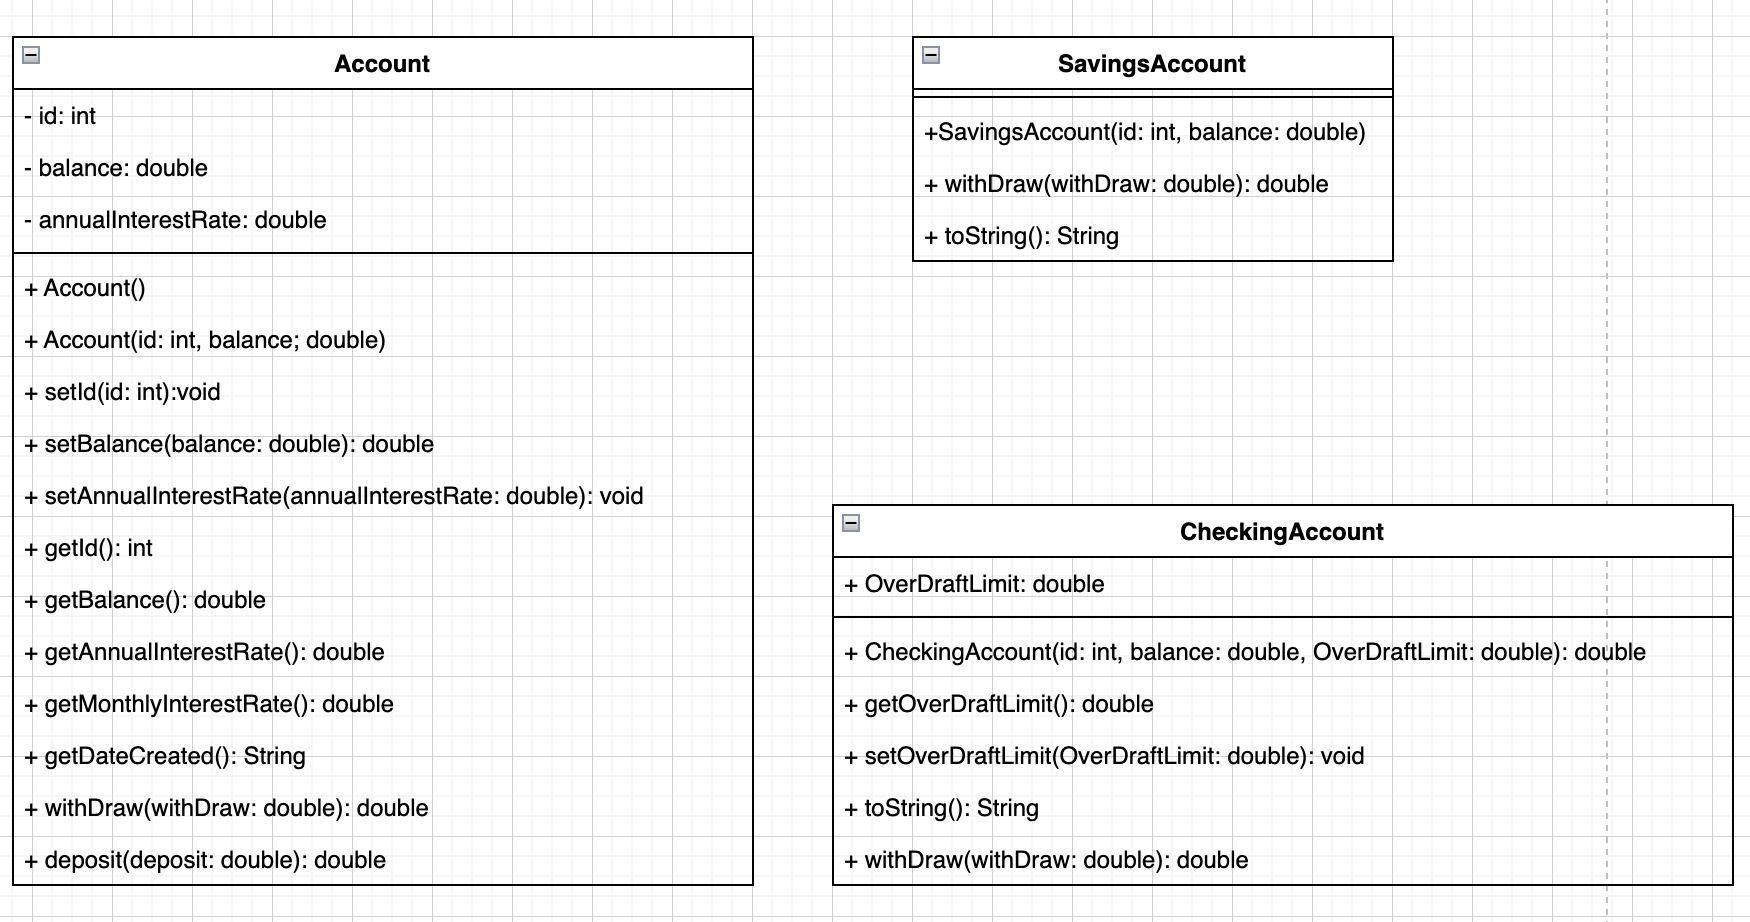 Account
- id: int
- balance: double
- annualInterestRate: double
+ Account()
+ Account(id: int, balance; double)
+ setId(id: int):void
+ setBalance(balance: double): double
+ setAnnualInterestRate(annualInterestRate: double): void
+ getId(): int
+ getBalance(): double
+ getAnnualInterestRate(): double
+ getMonthlyInterestRate(): double
+ getDateCreated(): String
+ withDraw(withDraw: double): double
+ deposit(deposit: double): double
SavingsAccount
+SavingsAccount(id: int, balance: double)
+ withDraw(withDraw: double): double
+ toString(): String
CheckingAccount
+ OverDraftLimit: double
+ CheckingAccount(id: int, balance: double, OverDraftLimit: double): double
+ getOverDraftLimit(): double
+ setOverDraftLimit(OverDraftLimit: double): void
+ toString(): String
+ withDraw(withDraw: double): double